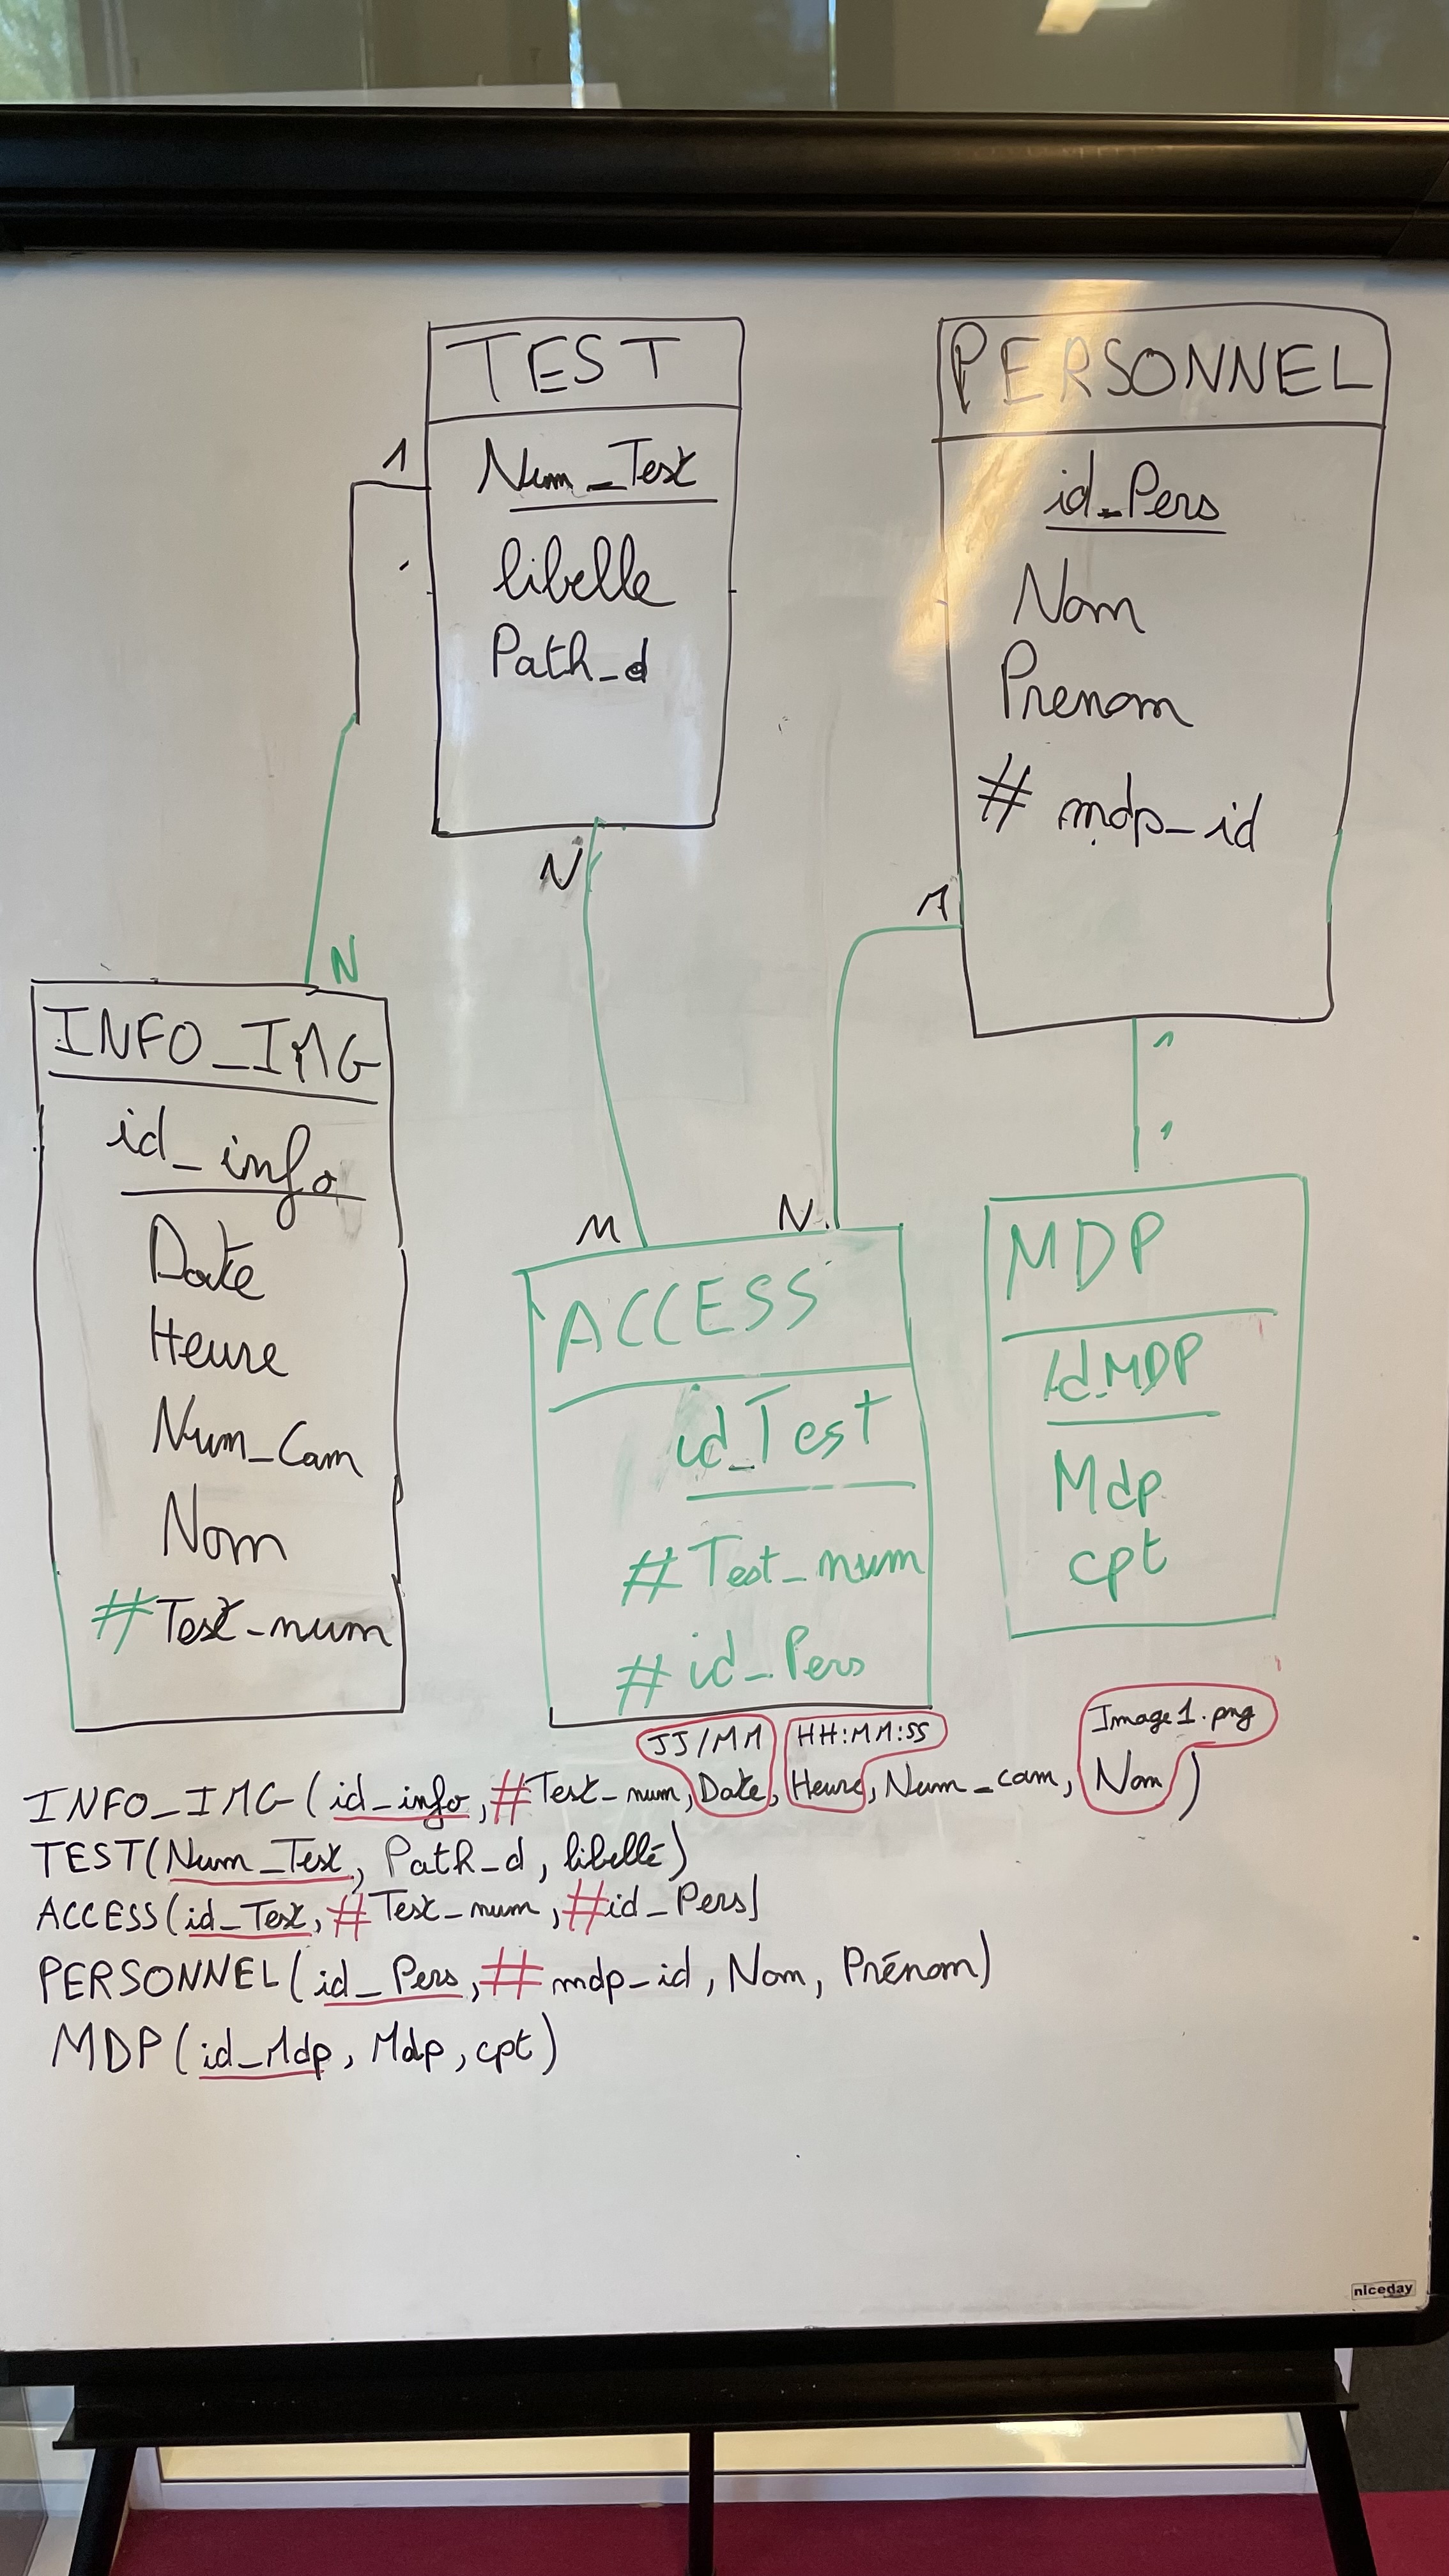 TEST
Num_Test
libelle
Path_d
1
N
PERSONNEL
id_Pers
Nom
Prenom
# mdp_id
1
1
N
INFO_IMG
id_info
Date
Heure
Num_Cam
Nom
#Test_num
M
N
ACCESS
id_Test
#Test_num
#id_Pers
1
MDP
id_MDP
Mdp
cpt
JJ/MM
HH:MM:SS
Image1.png
INFO_IMG(id_info, #Test_num, Date, Heure, Num_cam, Nom)
TEST(Num_Test, Path_d, libellé)
ACCESS(id_Test, #Test_num, #id_Pers)
PERSONNEL(id_Pers, # mdp_id, Nom, Prénom)
MDP(id_Mdp, Mdp, cpt)
niceday